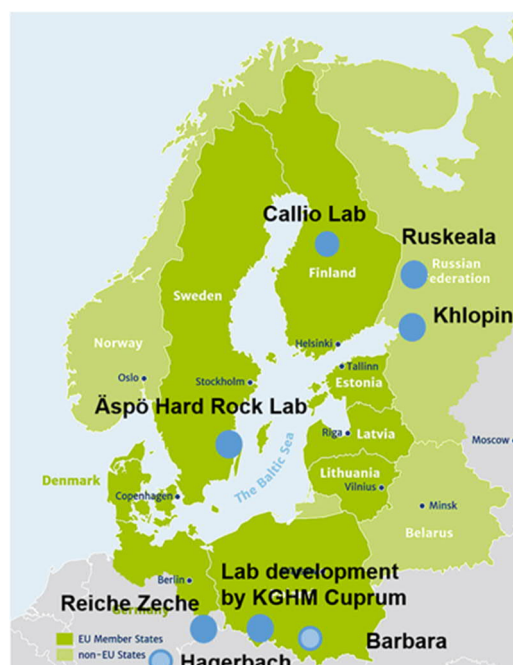 Callio Lab
Ruskeala
Russian
Federation
Finland
Sweden
Khlopin
Norway
Helsinki
Tallinn
Oslo
Stockholm
Estonia
Äspö Hard Rock Lab
Riga
Latvia
Moscow
The Baltic Sea
Lithuania
Denmark
Vilnius
Copenhagen
Minsk
Belarus
Lab development
by KGHM Cuprum
Berlin
Reiche Zeche
Germany
Barbara
EU Member States
non-EU States
Hagerbach